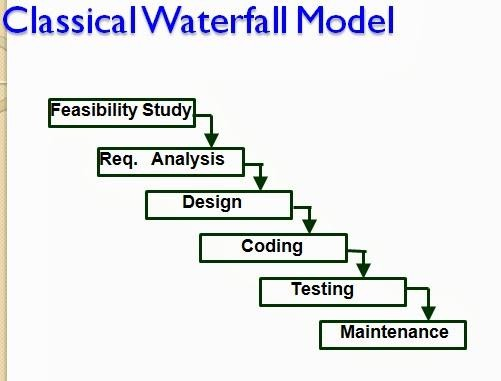 Classical Waterfall Model
Feasibility Study
Req. Analysis
Design
Coding
Testing
Maintenance